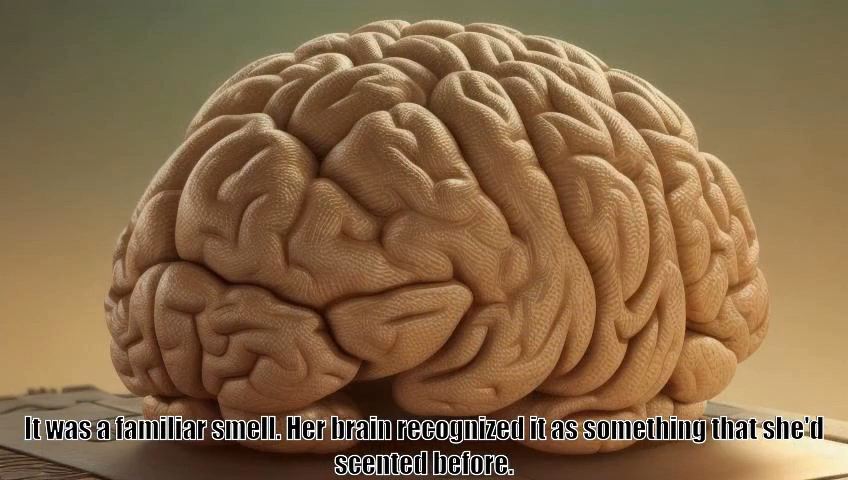 It was a familiar smell. Her brain recognized it as something that she'd
scented before.